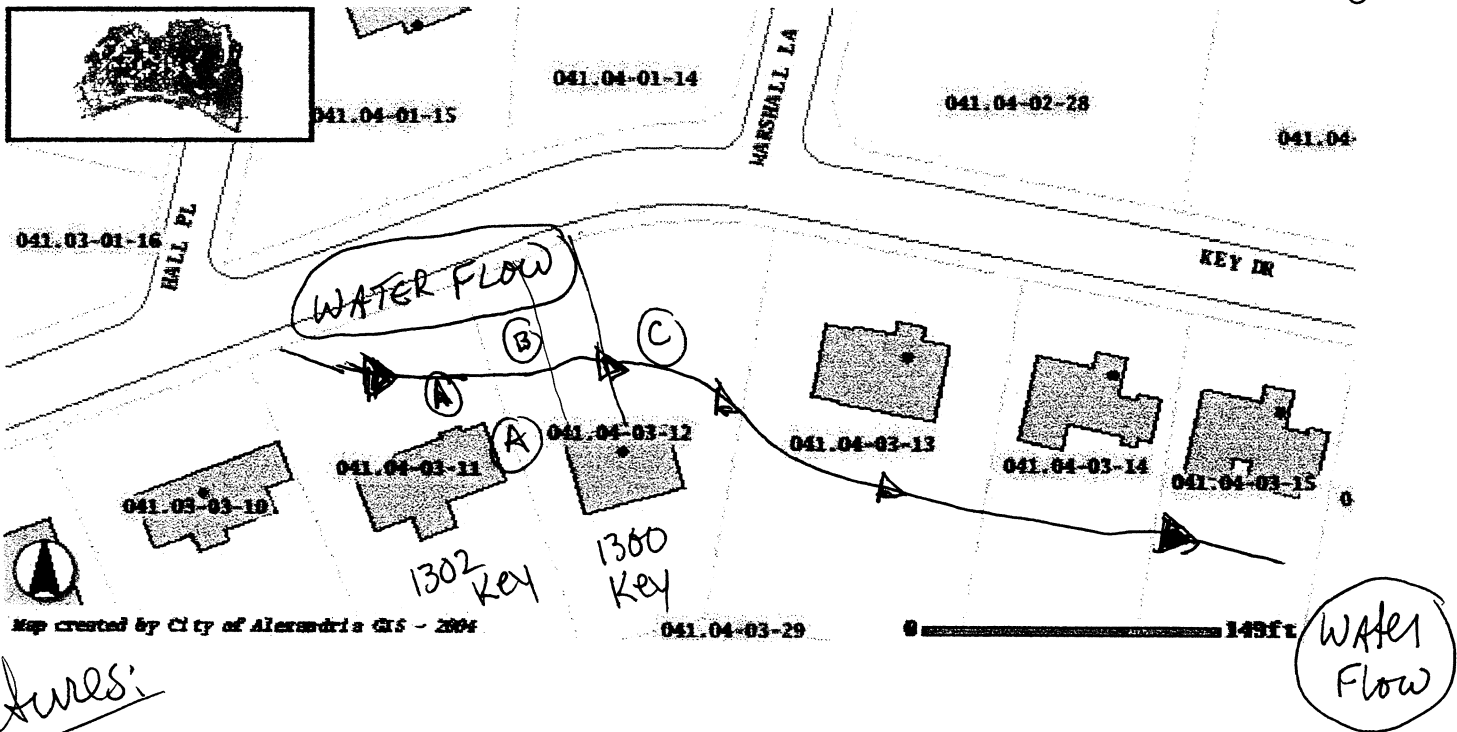 041.04-01-14
MARSHALL LA
041.04-02-28
041.04-01-15
041.04-
041.03-01-16
HALL PL
KEY DR
WATER FLOW
B
C
A
A
041.04-03-12
041.04-03-13
041.04-03-11
041.04-03-14
041.04-03-15
041.03-03-10
0
1302
Key
1300
Key
Map created by City of Alexandria GIS - 2004
041.04-03-29
0
149ft
Water
Flow
tures: